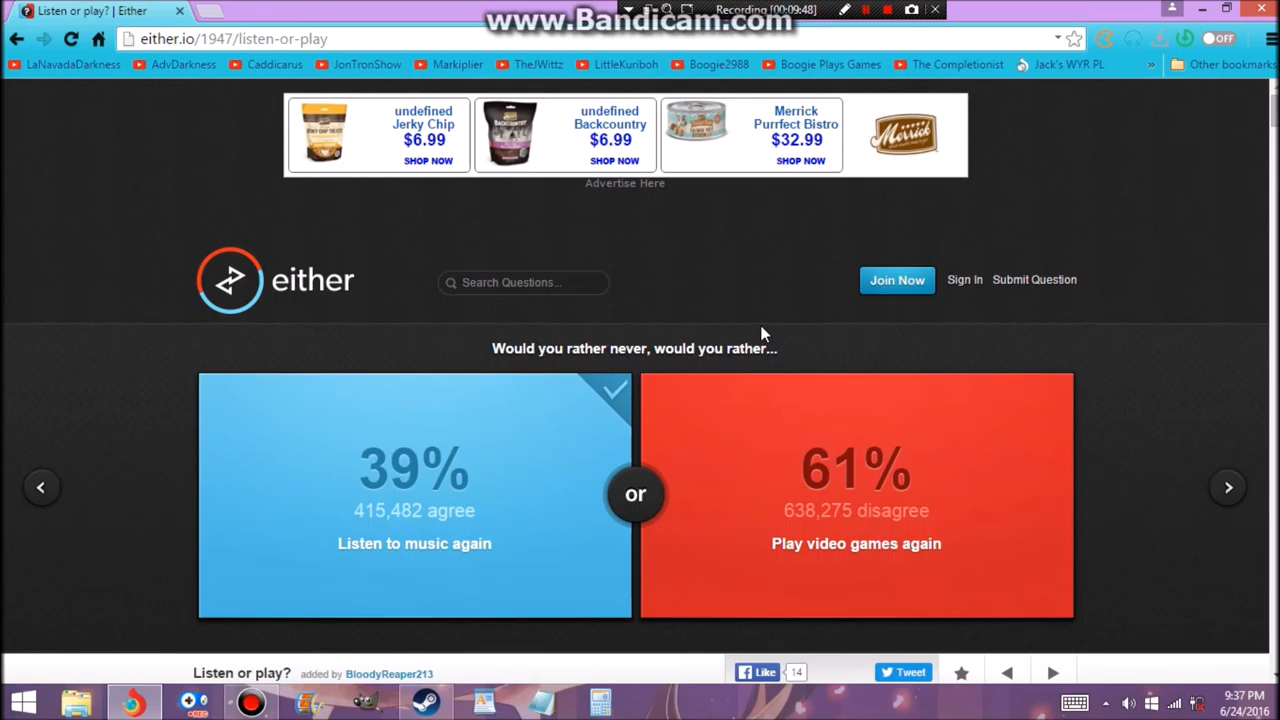 Listen or play? | Either
Recording [00:09:48]
www.Bandicam.com
either.io/1947/listen-or-play
OFF
LaNavadaDarkness
AdvDarkness
Caddicarus
JonTronShow
Markiplier
TheJWittz
LittleKuriboh
Boogie2988
Boogie Plays Games
The Completionist
Jack's WYR PL
»
Other bookmarks
undefined
Jerky Chip
$6.99
SHOP NOW
undefined
Backcountry
$6.99
SHOP NOW
Merrick
Purrfect Bistro
$32.99
SHOP NOW
Merrick
BACKCOUNTRY
Advertise Here
either
Search Questions...
Join Now
Sign In
Submit Question
Would you rather never, would you rather...
39%
415,482 agree
Listen to music again
or
61%
638,275 disagree
Play video games again
Listen or play? added by BloodyReaper213
Like
14
Tweet
REC
9:37 PM
6/24/2016